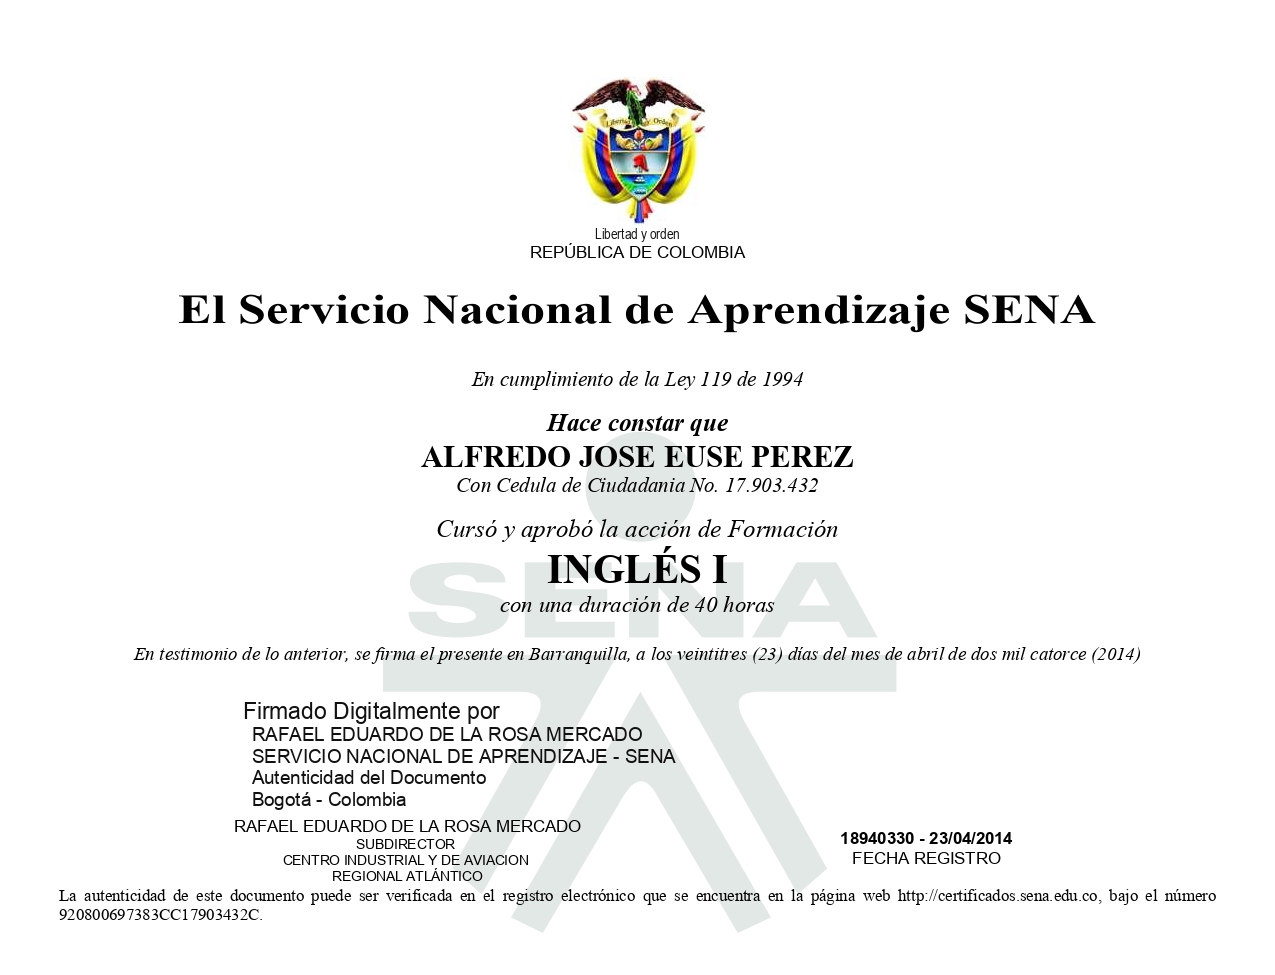 Libertad y Orden
Libertad y orden
REPÚBLICA DE COLOMBIA
El Servicio Nacional de Aprendizaje SENA
En cumplimiento de la Ley 119 de 1994
Hace constar que
ALFREDO JOSE EUSE PEREZ
Con Cedula de Ciudadania No. 17.903.432
Cursó y aprobó la acción de Formación
INGLÉS I
SENA
con una duración de 40 horas
En testimonio de lo anterior, se firma el presente en Barranquilla, a los veintitres (23) días del mes de abril de dos mil catorce (2014)
Firmado Digitalmente por
RAFAEL EDUARDO DE LA ROSA MERCADO
SERVICIO NACIONAL DE APRENDIZAJE - SENA
Autenticidad del Documento
Bogotá - Colombia
RAFAEL EDUARDO DE LA ROSA MERCADO
SUBDIRECTOR
CENTRO INDUSTRIAL Y DE AVIACION
REGIONAL ATLÁNTICO
18940330 - 23/04/2014
FECHA REGISTRO
La autenticidad de este documento puede ser verificada en el registro electrónico que se encuentra en la página web http://certificados.sena.edu.co, bajo el número
920800697383CC17903432C.